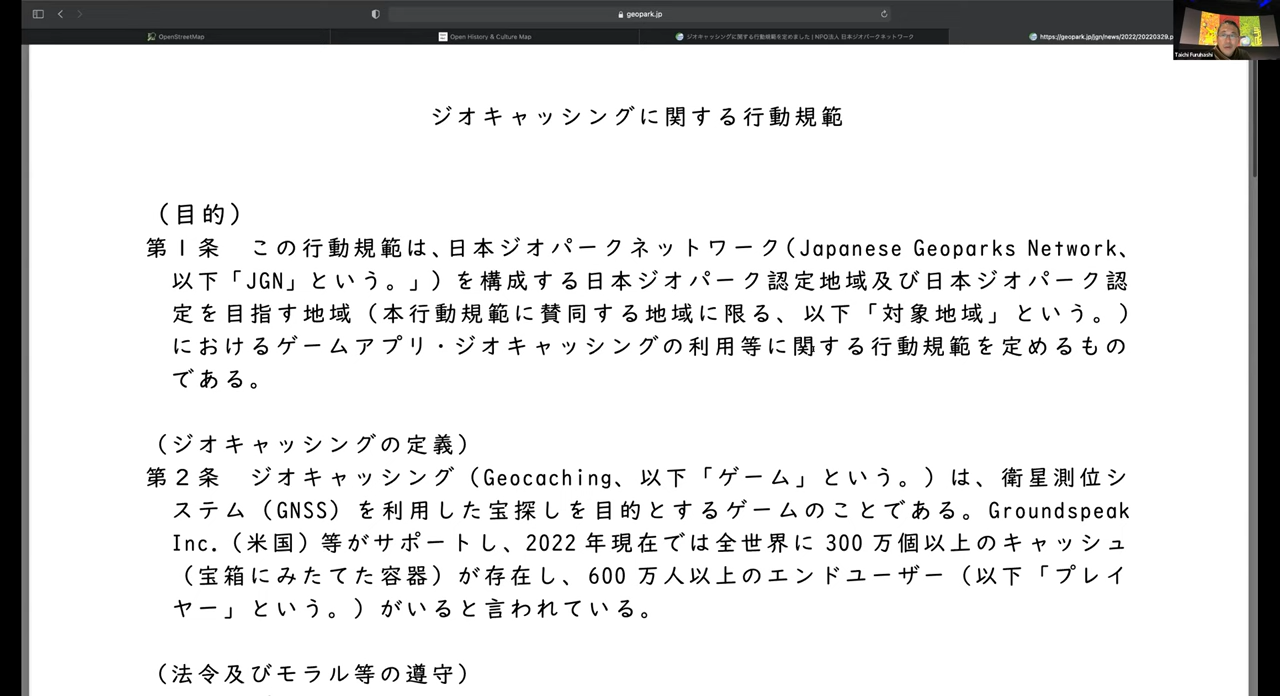 geopark.jp
OpenStreetMap
Open History & Culture Map
ジオキャッシングに関する行動規範を定めました | NPO法人 日本ジオパークネットワーク
https://geopark.jp/jgn/news/2022/20220329.p
Taichi Furuhashi
ジオキャッシングに関する行動規範
（目的）
第１条　この行動規範は、日本ジオパークネットワーク(Japanese Geoparks Network、
以下「JGN」という。」）を構成する日本ジオパーク認定地域及び日本ジオパーク認
定を目指す地域（本行動規範に賛同する地域に限る、以下「対象地域」という。）
におけるゲームアプリ・ジオキャッシングの利用等に関する行動規範を定めるもの
である。
（ジオキャッシングの定義）
第２条　ジオキャッシング（Geocaching、以下「ゲーム」という。）は、衛星測位シ
ステム（GNSS）を利用した宝探しを目的とするゲームのことである。Groundspeak
Inc.（米国）等がサポートし、2022 年現在では全世界に 300 万個以上のキャッシュ
（宝箱にみたてた容器）が存在し、600 万人以上のエンドユーザー（以下「プレイ
ヤー」という。）がいると言われている。
（法令及びモラル等の遵守）